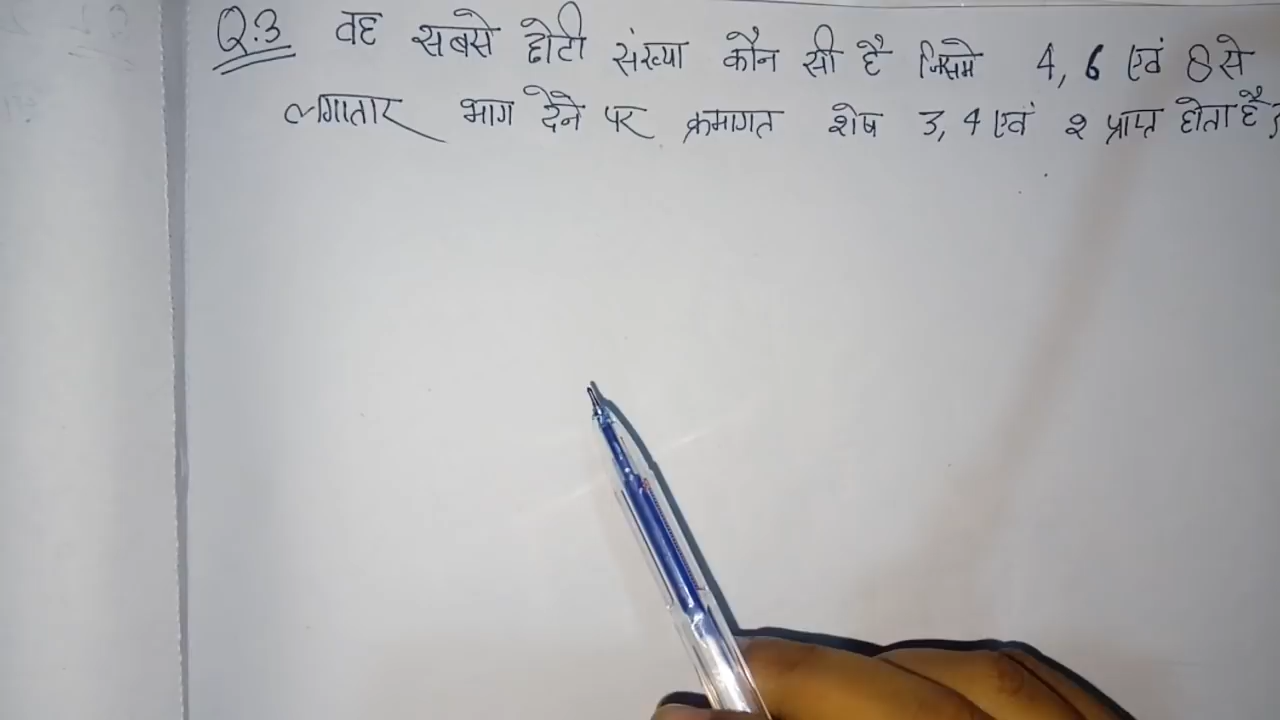 Q.3 वह सबसे छोटी संख्या कौन सी है जिसमे 4, 6 एवं 8 से
लगातार भाग देने पर क्रमागत शेष 3, 4 एवं 2 प्राप्त होता है?